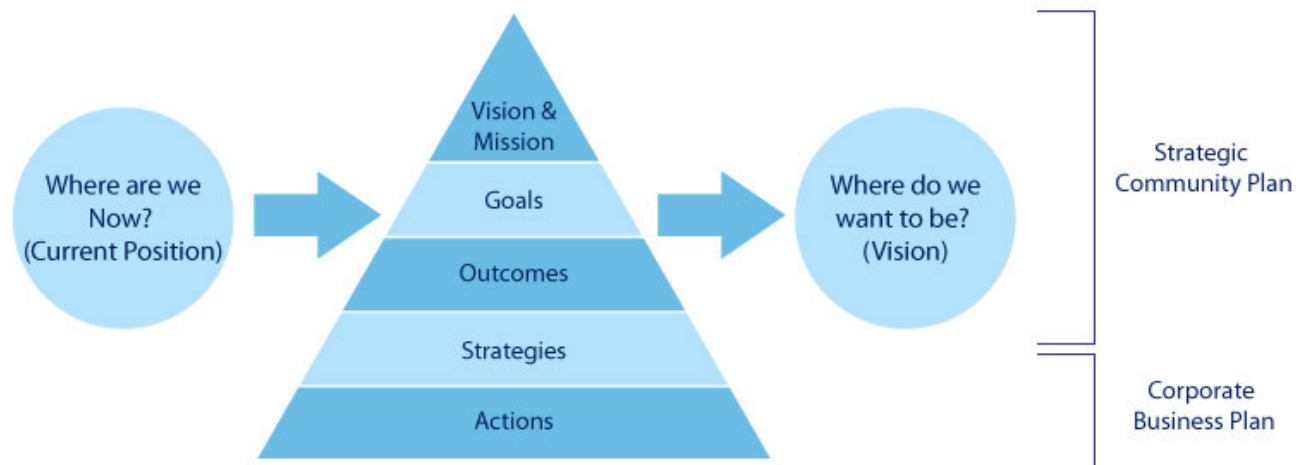 Where are we
Now?
(Current Position)
Vision &
Mission
Goals
Outcomes
Strategies
Actions
Where do we
want to be?
(Vision)
Strategic
Community Plan
Corporate
Business Plan